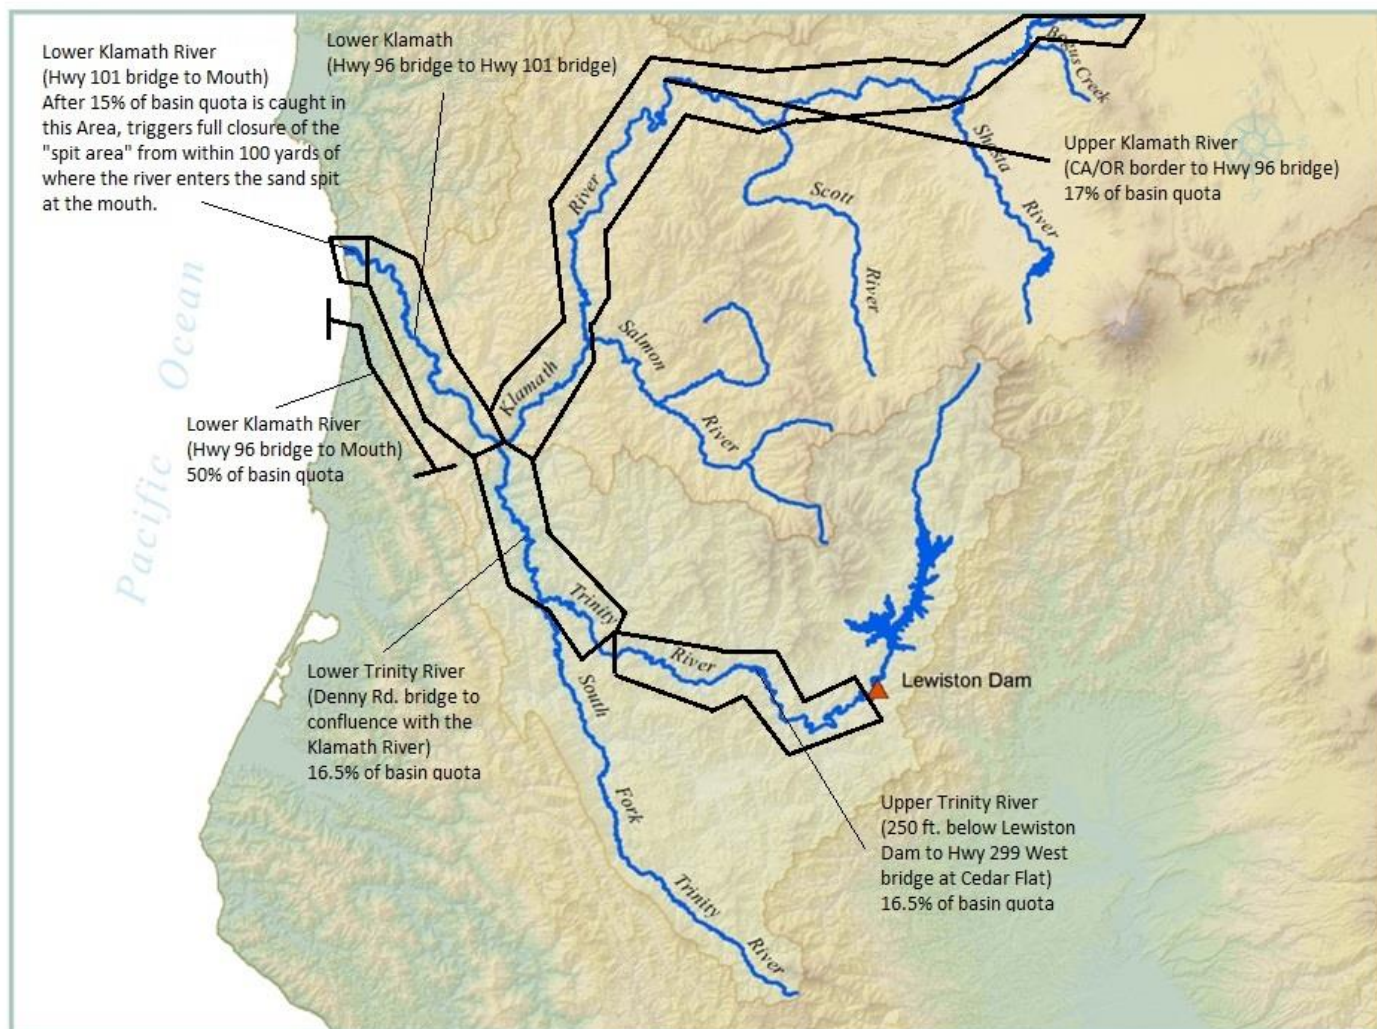 Lower Klamath River
(Hwy 101 bridge to Mouth)
After 15% of basin quota is caught in
this Area, triggers full closure of the
"spit area" from within 100 yards of
where the river enters the sand spit
at the mouth.
Lower Klamath
(Hwy 96 bridge to Hwy 101 bridge)
Bogus Creek
Upper Klamath River
(CA/OR border to Hwy 96 bridge)
17% of basin quota
Shasta
River
Scott
River
River
Klamath
Salmon
River
Pacific Ocean
Lower Klamath River
(Hwy 96 bridge to Mouth)
50% of basin quota
Trinity
River
Lewiston Dam
Lower Trinity River
(Denny Rd. bridge to
confluence with the
Klamath River)
16.5% of basin quota
South
Fork
Trinity
River
Upper Trinity River
(250 ft. below Lewiston
Dam to Hwy 299 West
bridge at Cedar Flat)
16.5% of basin quota